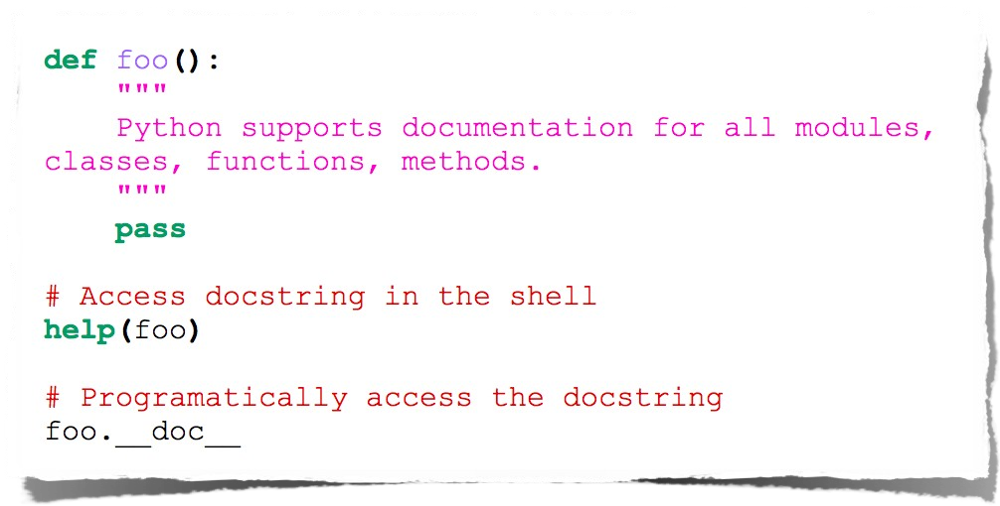 def foo():
    """
    Python supports documentation for all modules,
classes, functions, methods.
    """
    pass

# Access docstring in the shell
help(foo)

# Programatically access the docstring
foo.__doc__